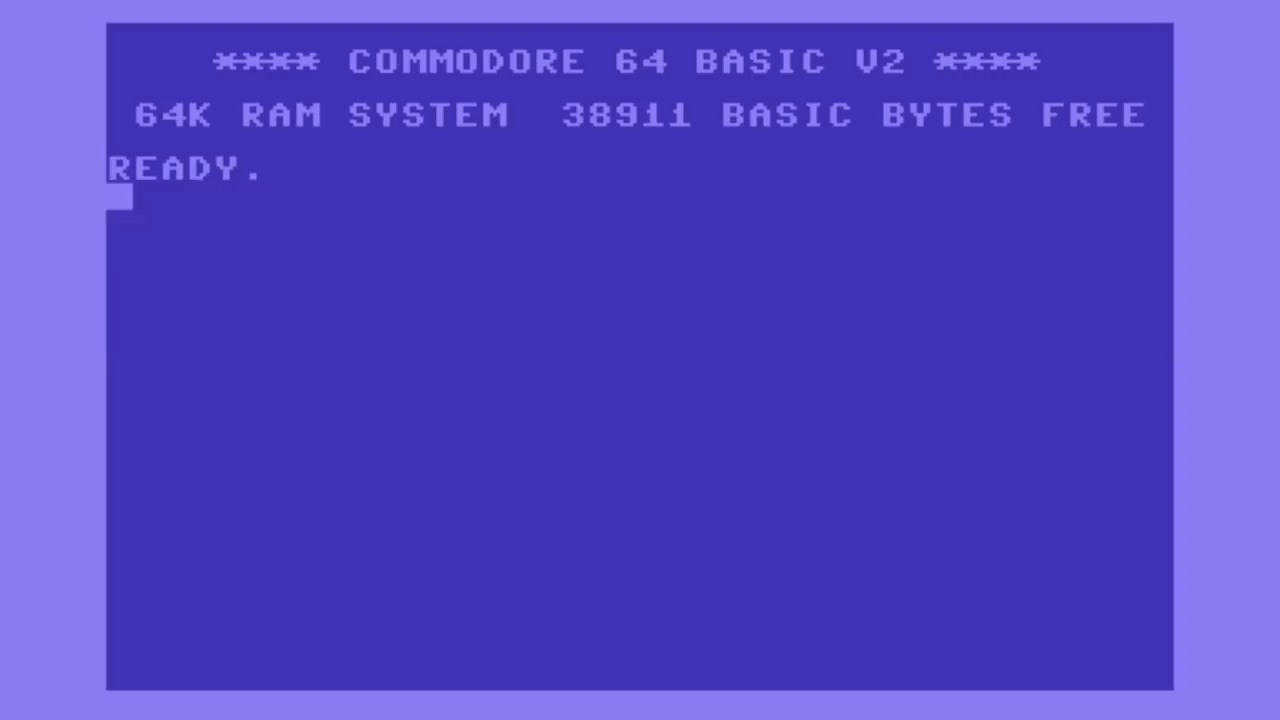 **** COMMODORE 64 BASIC V2 ****
64K RAM SYSTEM  38911 BASIC BYTES FREE
READY.